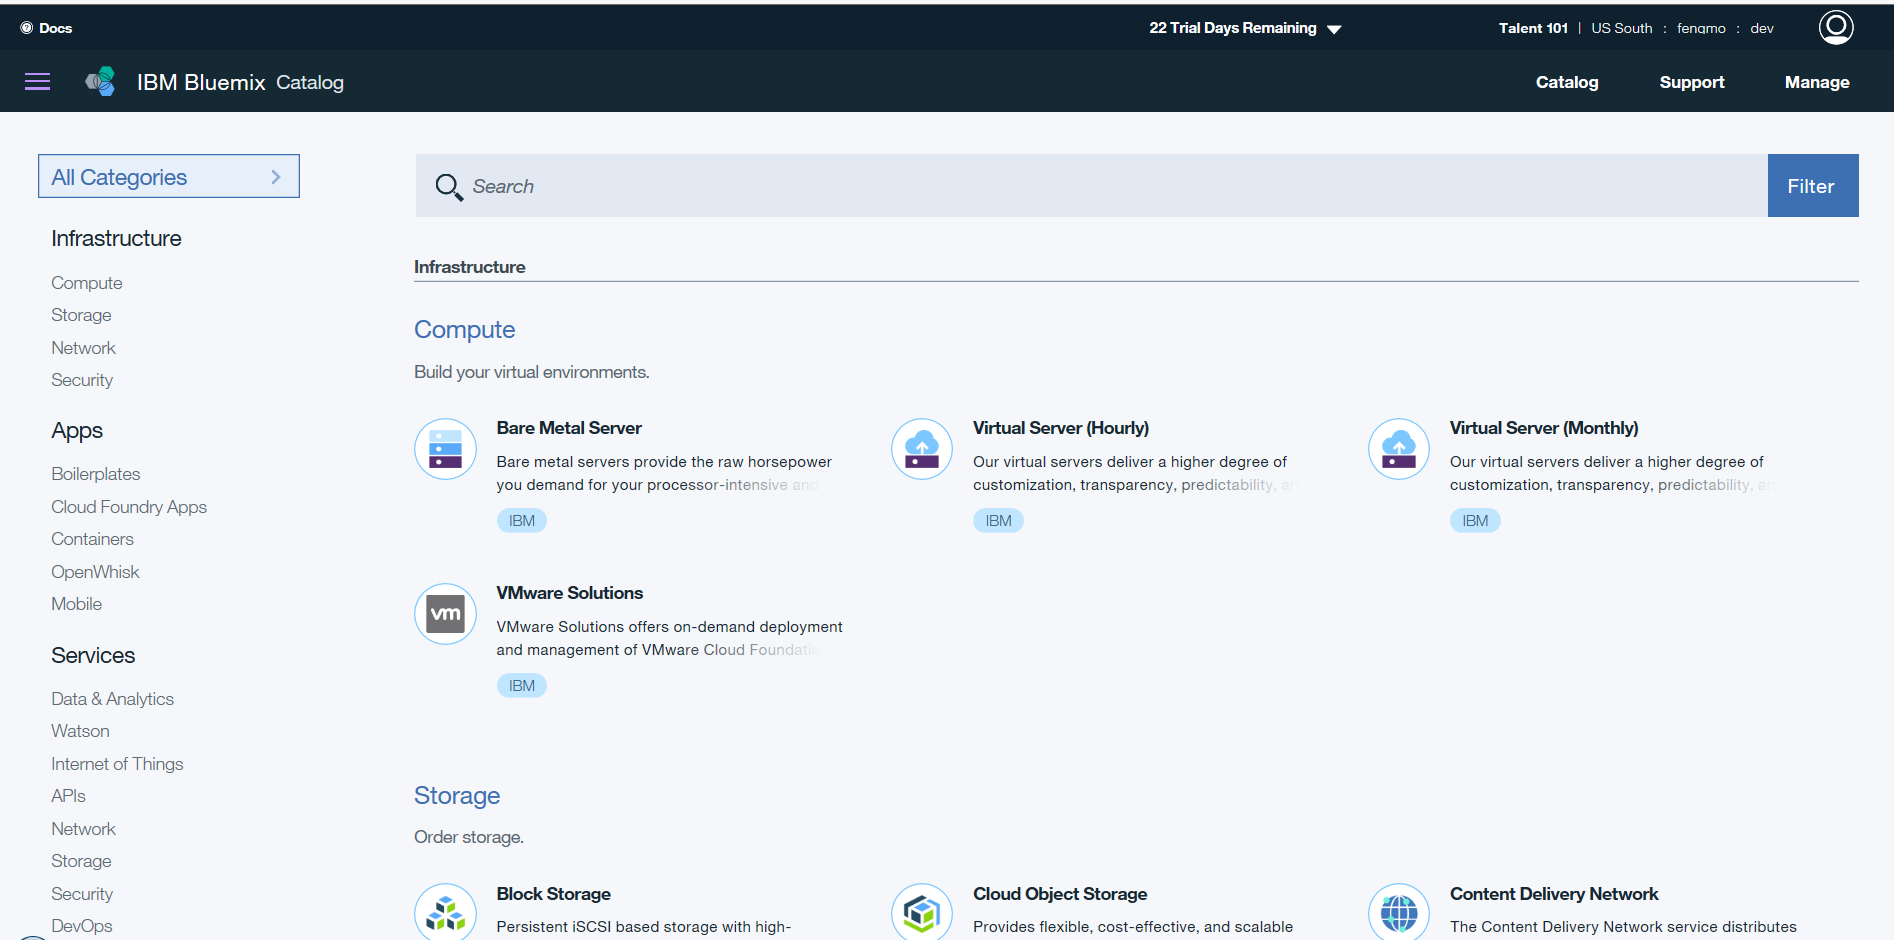 Docs
22 Trial Days Remaining
Talent 101 | US South : fengmo : dev
IBM Bluemix Catalog
Catalog Support Manage
All Categories
Infrastructure
Compute
Storage
Network
Security
Apps
Boilerplates
Cloud Foundry Apps
Containers
OpenWhisk
Mobile
Services
Data & Analytics
Watson
Internet of Things
APIs
Network
Storage
Security
DevOps
Search
Filter
Infrastructure
Compute
Build your virtual environments.
Bare Metal Server
Bare metal servers provide the raw horsepower
you demand for your processor-intensive and
IBM
Virtual Server (Hourly)
Our virtual servers deliver a higher degree of
customization, transparency, predictability, an
IBM
Virtual Server (Monthly)
Our virtual servers deliver a higher degree of
customization, transparency, predictability, an
IBM
vm
VMware Solutions
VMware Solutions offers on-demand deployment
and management of VMware Cloud Foundatio
IBM
Storage
Order storage.
Block Storage
Persistent iSCSI based storage with high-
Cloud Object Storage
Provides flexible, cost-effective, and scalable
Content Delivery Network
The Content Delivery Network service distributes